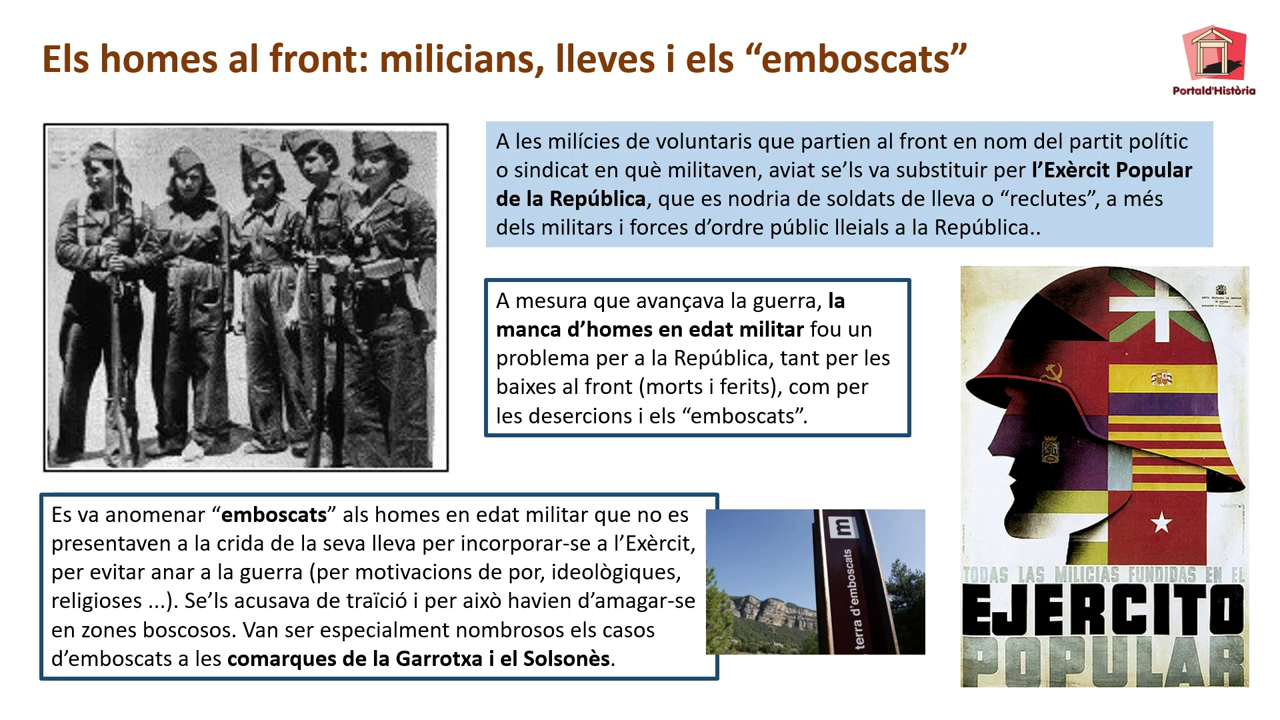 Els homes al front: milicians, lleves i els “emboscats”
Portald'Història
A les milícies de voluntaris que partien al front en nom del partit polític
o sindicat en què militaven, aviat se’ls va substituir per l’Exèrcit Popular
de la República, que es nodria de soldats de lleva o “reclutes”, a més
dels militars i forces d’ordre públic lleials a la República..
A mesura que avançava la guerra, la
manca d’homes en edat militar fou un
problema per a la República, tant per les
baixes al front (morts i ferits), com per
les desercions i els “emboscats”.
Es va anomenar “emboscats” als homes en edat militar que no es
presentaven a la crida de la seva lleva per incorporar-se a l’Exèrcit,
per evitar anar a la guerra (per motivacions de por, ideològiques,
religioses ...). Se’ls acusava de traïció i per això havien d’amagar-se
en zones boscosos. Van ser especialment nombrosos els casos
d’emboscats a les comarques de la Garrotxa i el Solsonès.
m
terra d'emboscats
TODAS LAS MILICIAS FUNDIDAS EN EL
EJERCITO
POPULAR